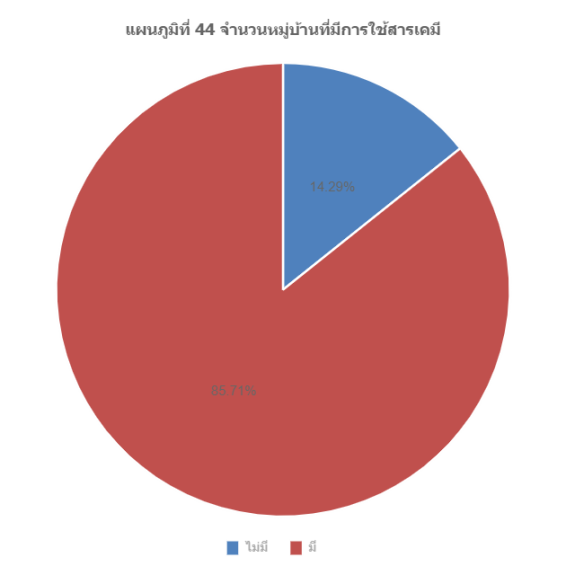 แผนภูมิที่ 44 จำนวนหมู่บ้านที่มีการใช้สารเคมี
14.29%
85.71%
ไม่มี มี